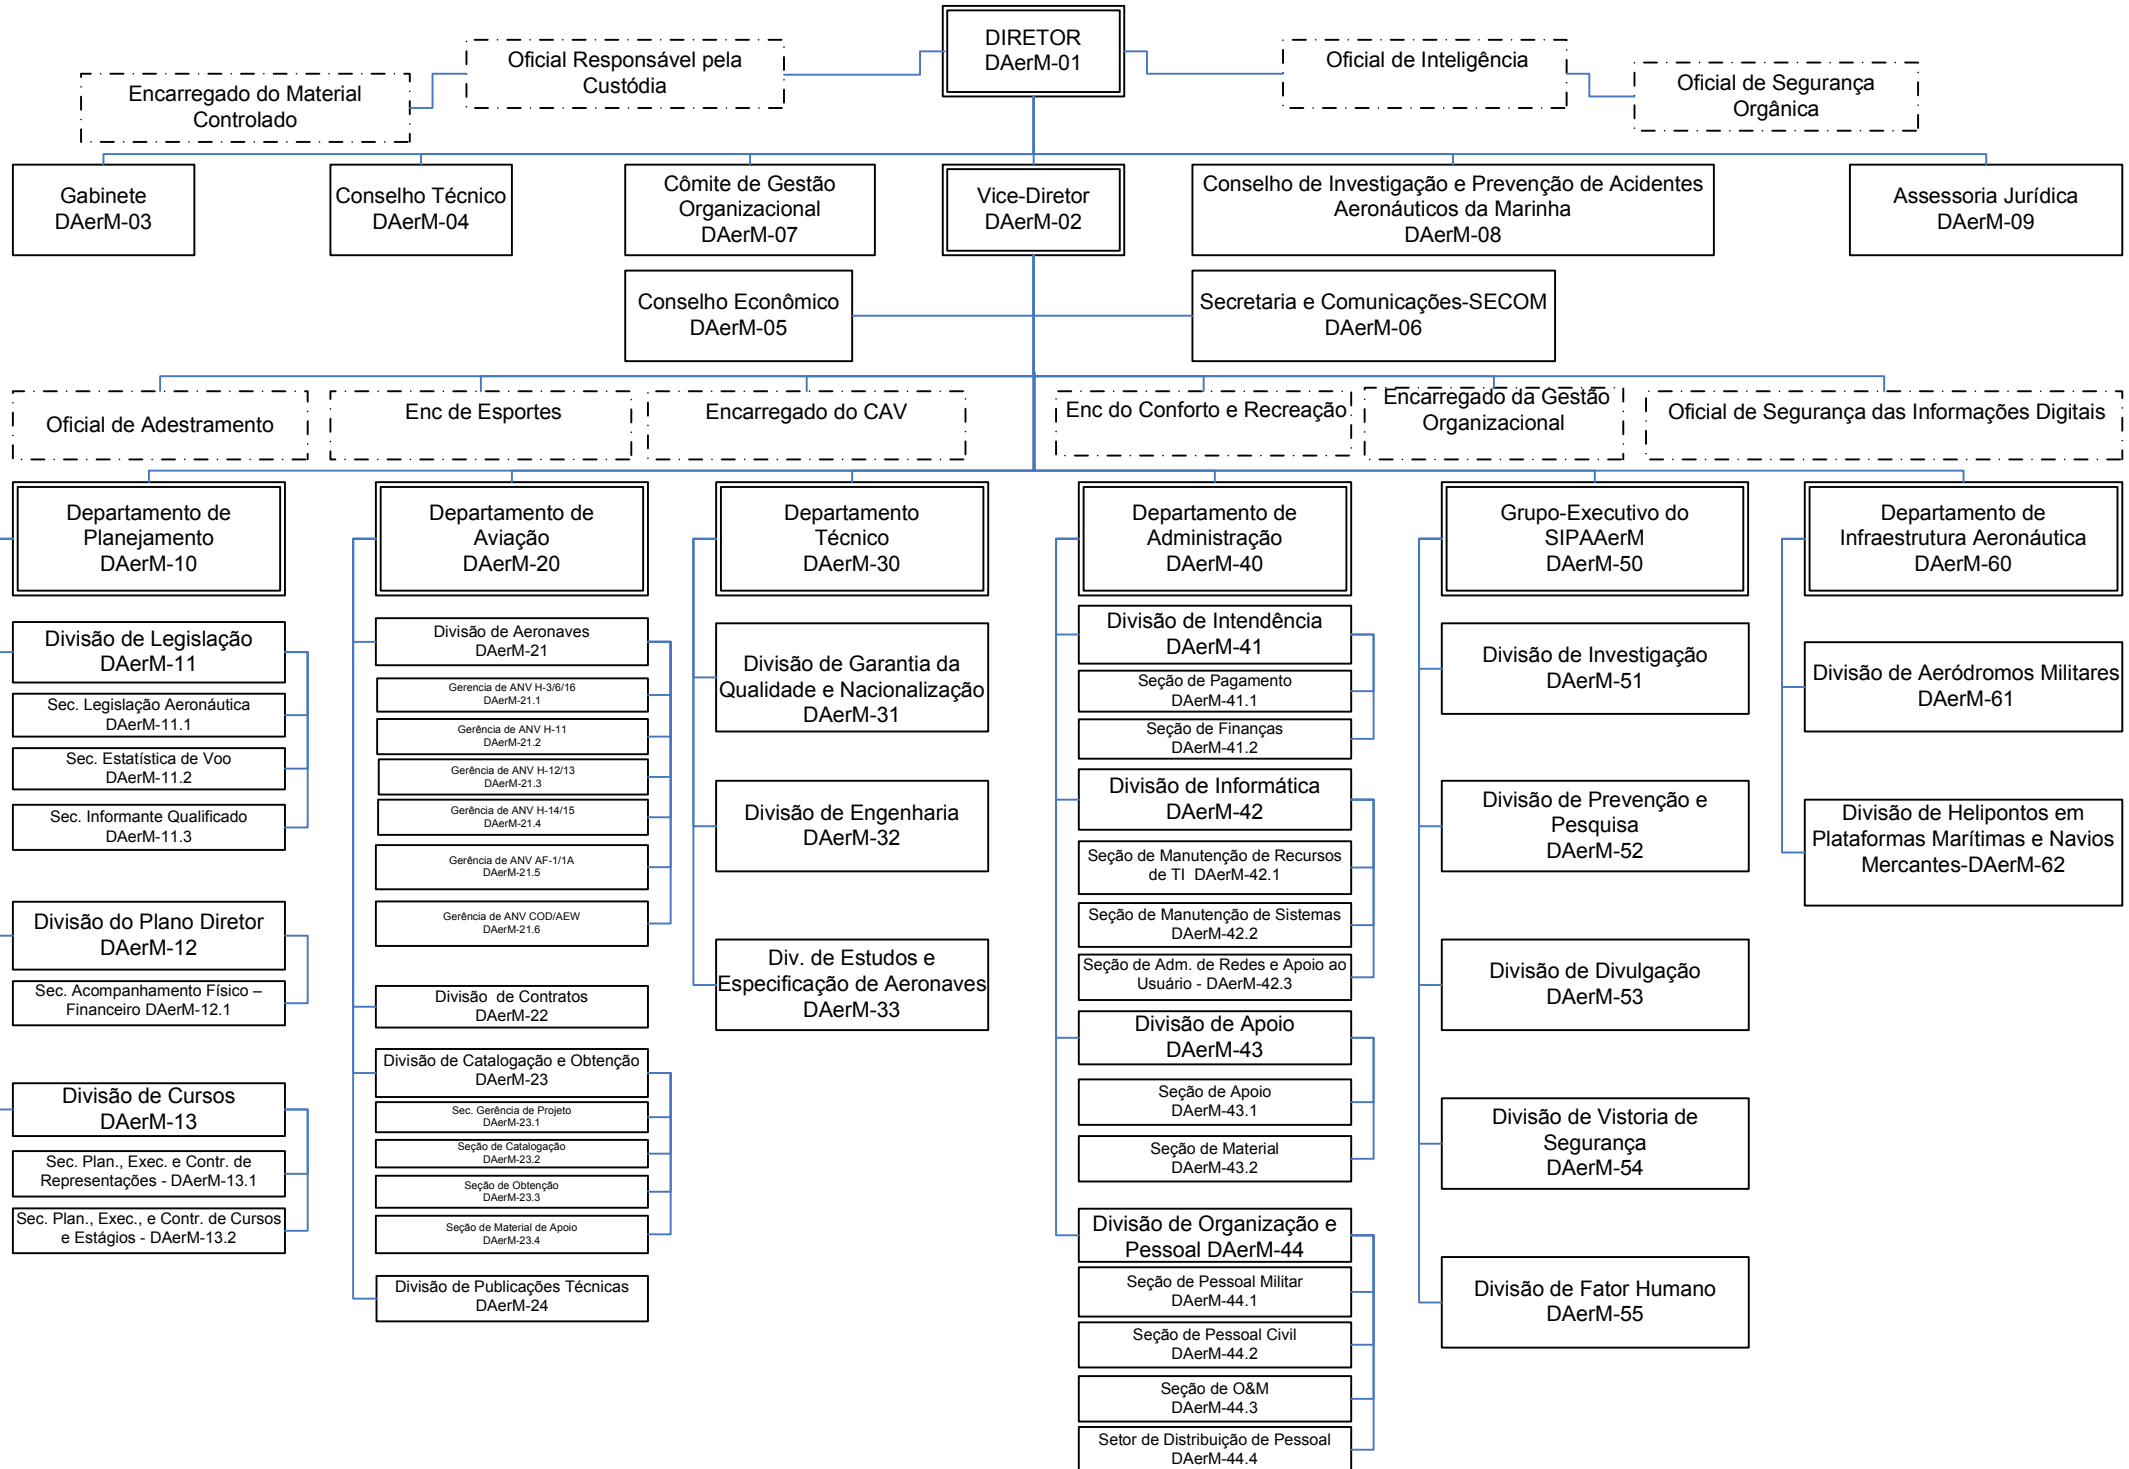 DIRETOR
DAerM-01
Oficial Responsável pela
Custódia
Encarregado do Material
Controlado
Oficial de Inteligência
Oficial de Segurança
Orgânica
Gabinete
DAerM-03
Conselho Técnico
DAerM-04
Cômite de Gestão
Organizacional
DAerM-07
Vice-Diretor
DAerM-02
Conselho de Investigação e Prevenção de Acidentes
Aeronáuticos da Marinha
DAerM-08
Assessoria Jurídica
DAerM-09
Conselho Econômico
DAerM-05
Secretaria e Comunicações-SECOM
DAerM-06
Oficial de Adestramento
Enc de Esportes
Encarregado do CAV
Enc do Conforto e Recreação
Encarregado da Gestão
Organizacional
Oficial de Segurança das Informações Digitais
Departamento de
Planejamento
DAerM-10
Divisão de Legislação
DAerM-11
Sec. Legislação Aeronáutica
DAerM-11.1
Sec. Estatística de Voo
DAerM-11.2
Sec. Informante Qualificado
DAerM-11.3
Divisão do Plano Diretor
DAerM-12
Sec. Acompanhamento Físico –
Financeiro DAerM-12.1
Divisão de Cursos
DAerM-13
Sec. Plan., Exec. e Contr. de
Representações - DAerM-13.1
Sec. Plan., Exec., e Contr. de Cursos
e Estágios - DAerM-13.2
Departamento de
Aviação
DAerM-20
Divisão de Aeronaves
DAerM-21
Gerencia de ANV H-3/6/16
DAerM-21.1
Gerência de ANV H-11
DAerM-21.2
Gerência de ANV H-12/13
DAerM-21.3
Gerência de ANV H-14/15
DAerM-21.4
Gerência de ANV AF-1/1A
DAerM-21.5
Gerência de ANV COD/AEW
DAerM-21.6
Divisão de Contratos
DAerM-22
Divisão de Catalogação e Obtenção
DAerM-23
Sec. Gerência de Projeto
DAerM-23.1
Seção de Catalogação
DAerM-23.2
Seção de Obtenção
DAerM-23.3
Seção de Material de Apoio
DAerM-23.4
Divisão de Publicações Técnicas
DAerM-24
Departamento
Técnico
DAerM-30
Divisão de Garantia da
Qualidade e Nacionalização
DAerM-31
Divisão de Engenharia
DAerM-32
Div. de Estudos e
Especificação de Aeronaves
DAerM-33
Departamento de
Administração
DAerM-40
Divisão de Intendência
DAerM-41
Seção de Pagamento
DAerM-41.1
Seção de Finanças
DAerM-41.2
Divisão de Informática
DAerM-42
Seção de Manutenção de Recursos
de TI DAerM-42.1
Seção de Manutenção de Sistemas
DAerM-42.2
Seção de Adm. de Redes e Apoio ao
Usuário - DAerM-42.3
Divisão de Apoio
DAerM-43
Seção de Apoio
DAerM-43.1
Seção de Material
DAerM-43.2
Divisão de Organização e
Pessoal DAerM-44
Seção de Pessoal Militar
DAerM-44.1
Seção de Pessoal Civil
DAerM-44.2
Seção de O&M
DAerM-44.3
Setor de Distribuição de Pessoal
DAerM-44.4
Grupo-Executivo do
SIPAAerM
DAerM-50
Divisão de Investigação
DAerM-51
Divisão de Prevenção e
Pesquisa
DAerM-52
Divisão de Divulgação
DAerM-53
Divisão de Vistoria de
Segurança
DAerM-54
Divisão de Fator Humano
DAerM-55
Departamento de
Infraestrutura Aeronáutica
DAerM-60
Divisão de Aeródromos Militares
DAerM-61
Divisão de Helipontos em
Plataformas Marítimas e Navios
Mercantes-DAerM-62